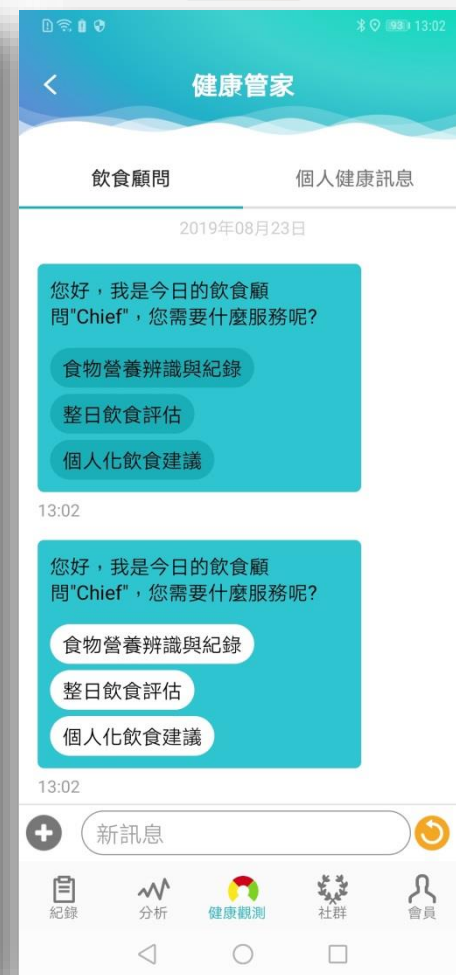 93 13:02
健康管家
飲食顧問 個人健康訊息
2019年08月23日
您好，我是今日的飲食顧
問"Chief"，您需要什麼服務呢?
食物營養辨識與紀錄
整日飲食評估
個人化飲食建議
13:02
您好，我是今日的飲食顧
問"Chief"，您需要什麼服務呢?
食物營養辨識與紀錄
整日飲食評估
個人化飲食建議
13:02
新訊息
紀錄 分析 健康觀測 社群 會員